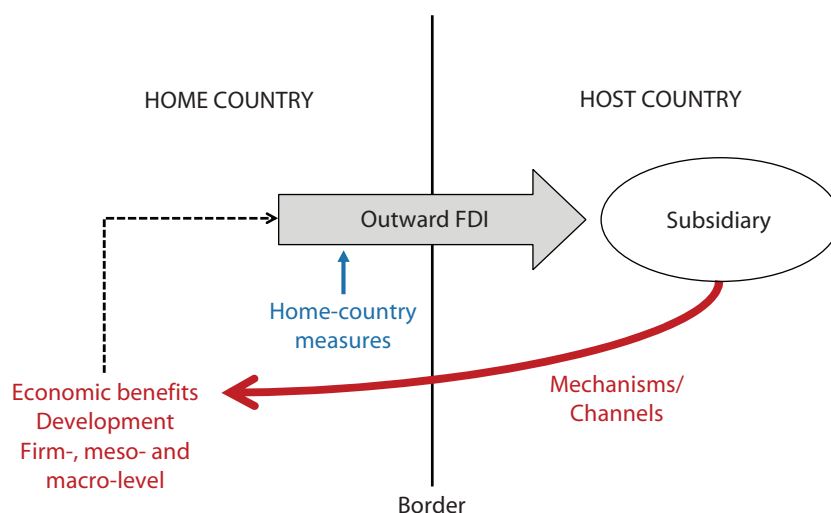 HOME COUNTRY
HOST COUNTRY
Outward FDI
Subsidiary
Home-country
measures
Mechanisms/
Channels
Economic benefits
Development
Firm-, meso- and
macro-level
Border